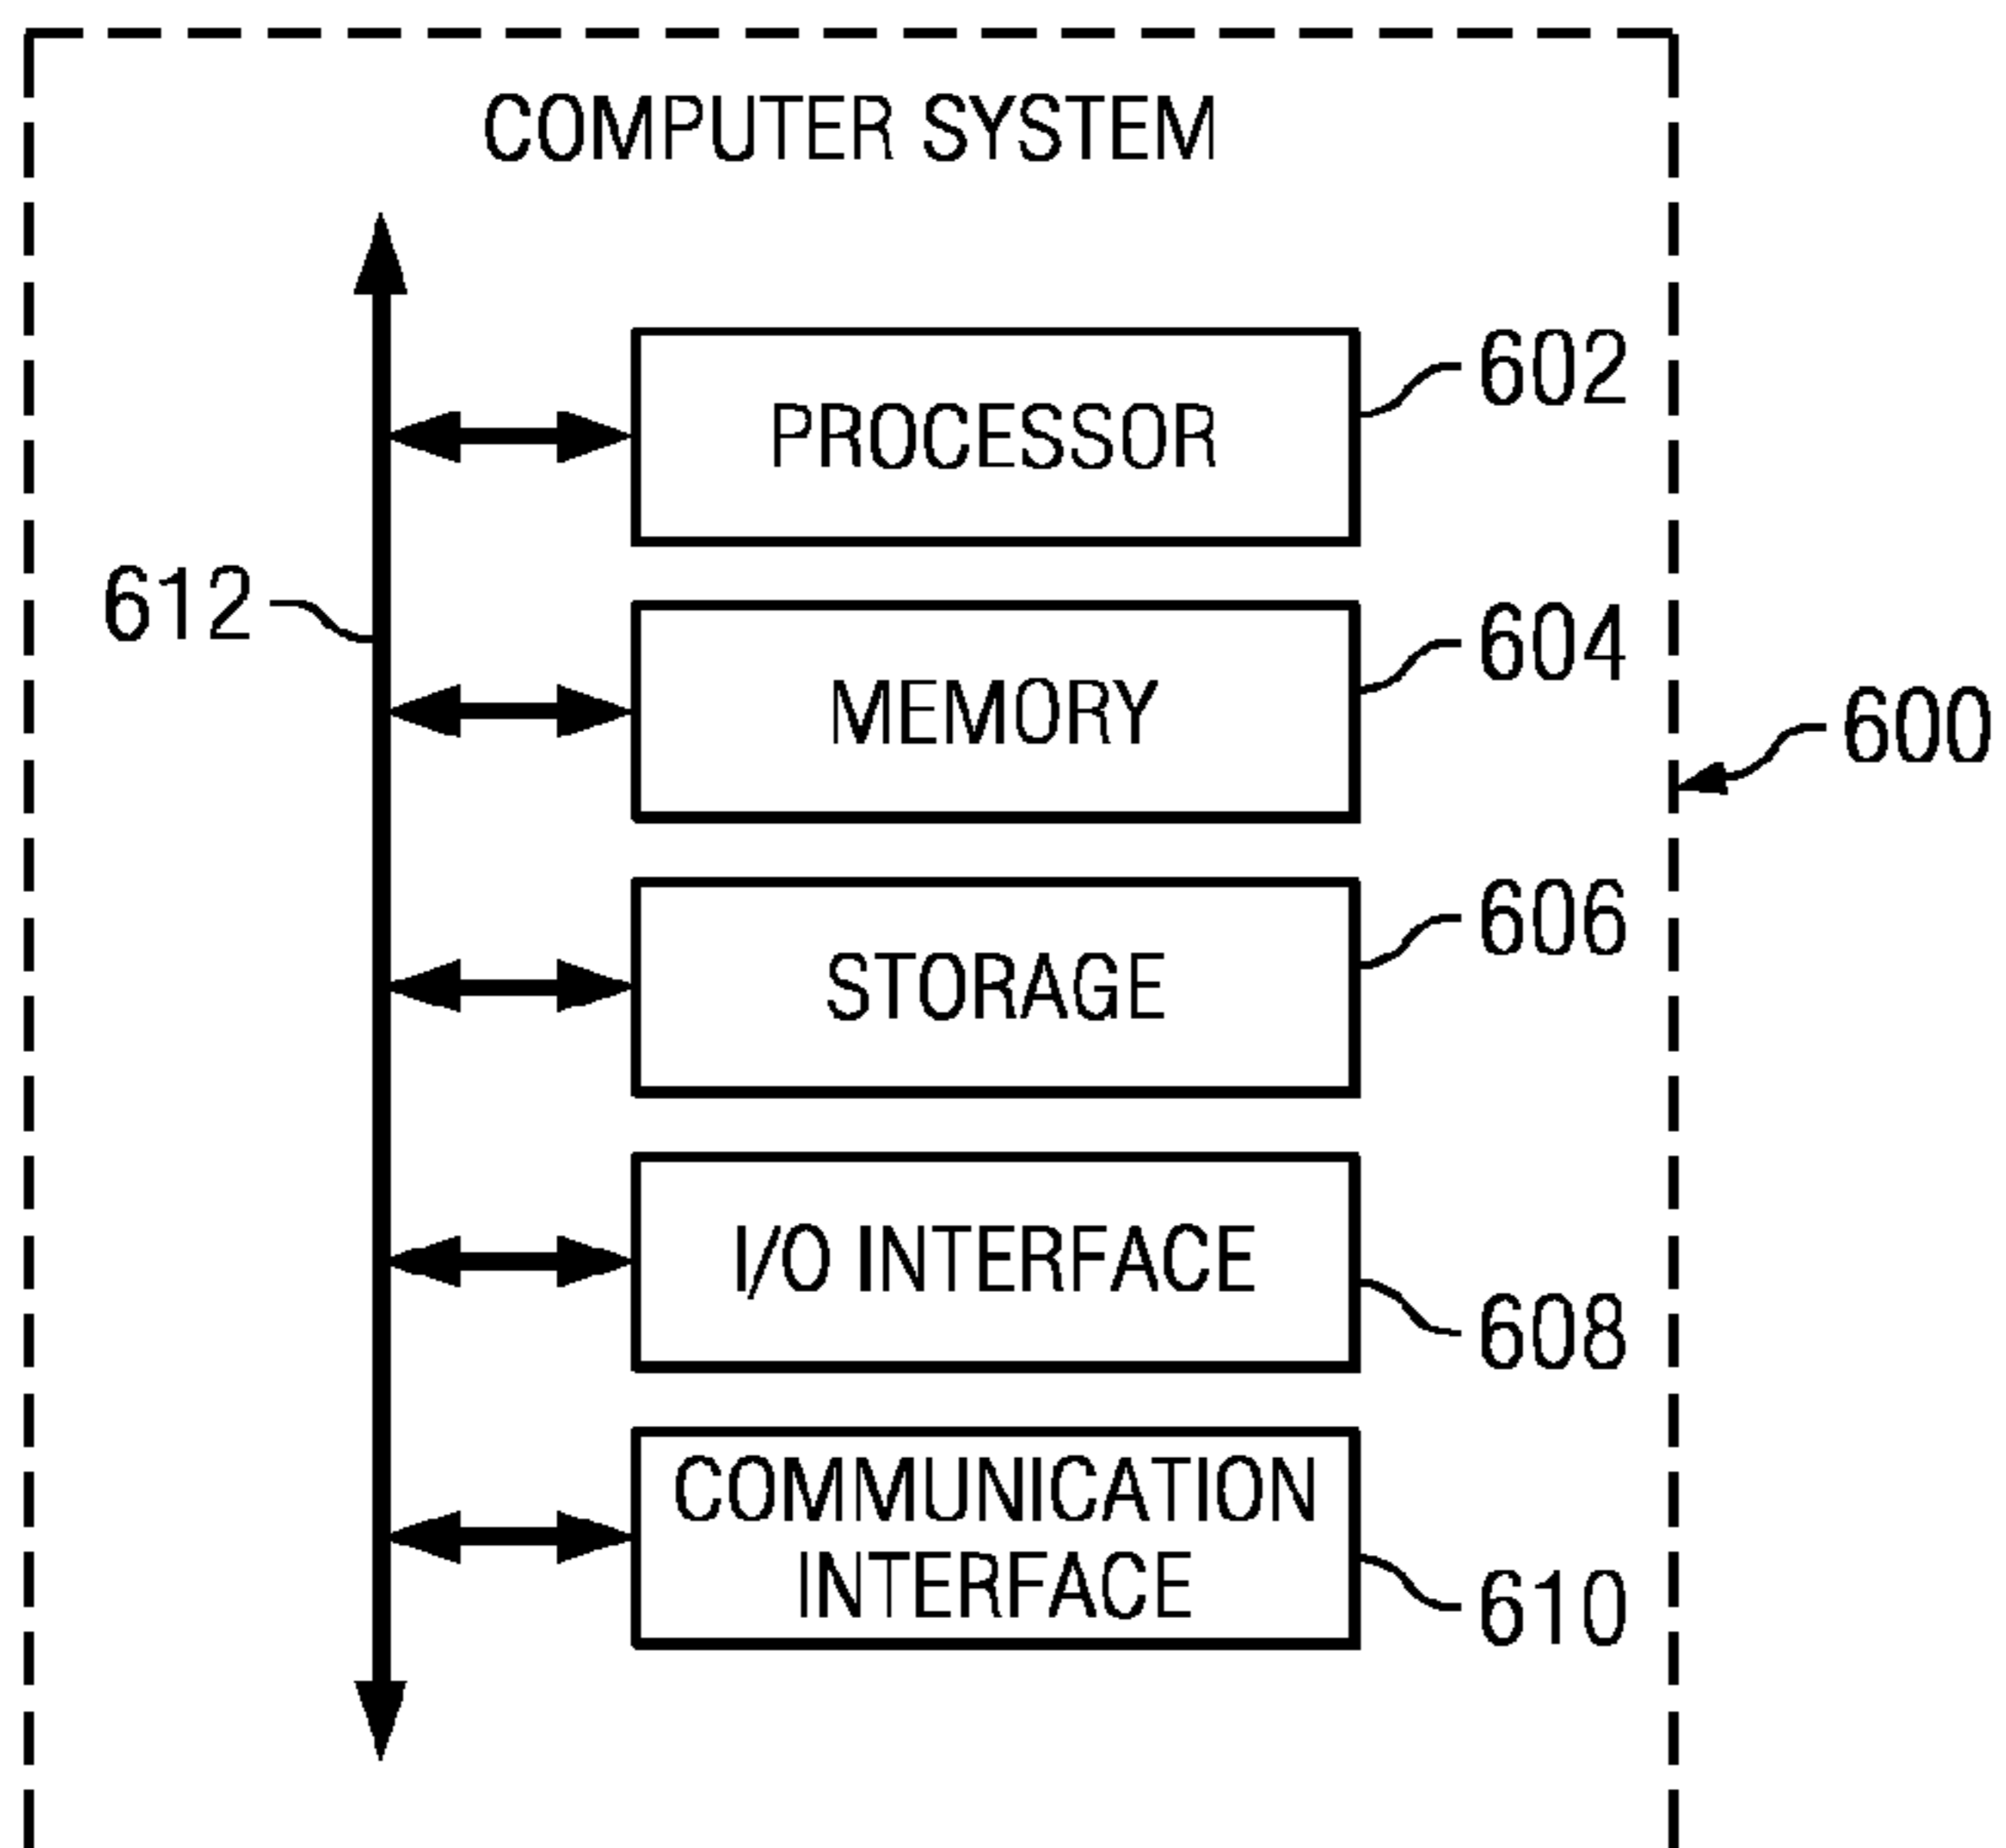 COMPUTER SYSTEM
PROCESSOR
602
612
MEMORY
604
600
STORAGE
606
I/O INTERFACE
608
COMMUNICATION
INTERFACE
610